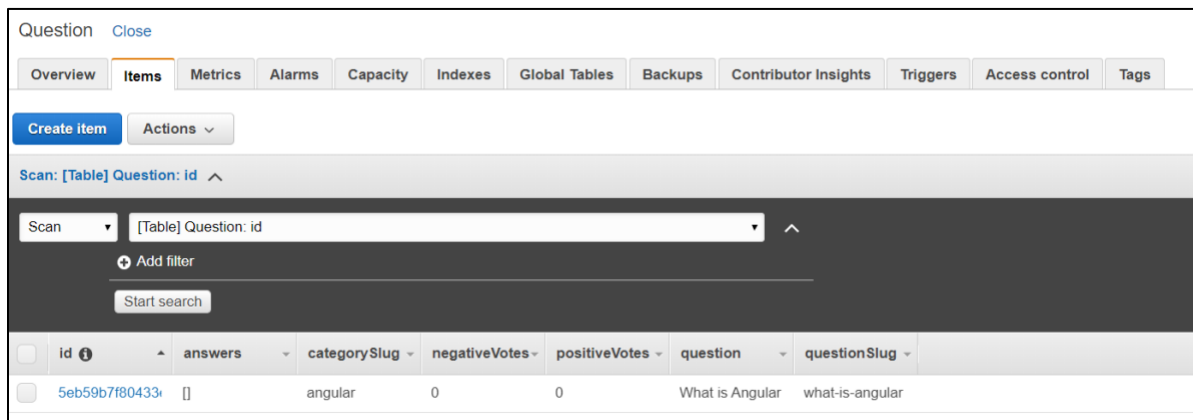 Question Close
Overview Items Metrics Alarms Capacity Indexes Global Tables Backups Contributor Insights Triggers Access control Tags
Create item Actions
Scan: [Table] Question: id
Scan [Table] Question: id
Add filter
Start search
id answers categorySlug negativeVotes positiveVotes question questionSlug
5eb59b7f80433 [] angular 0 0 What is Angular what-is-angular